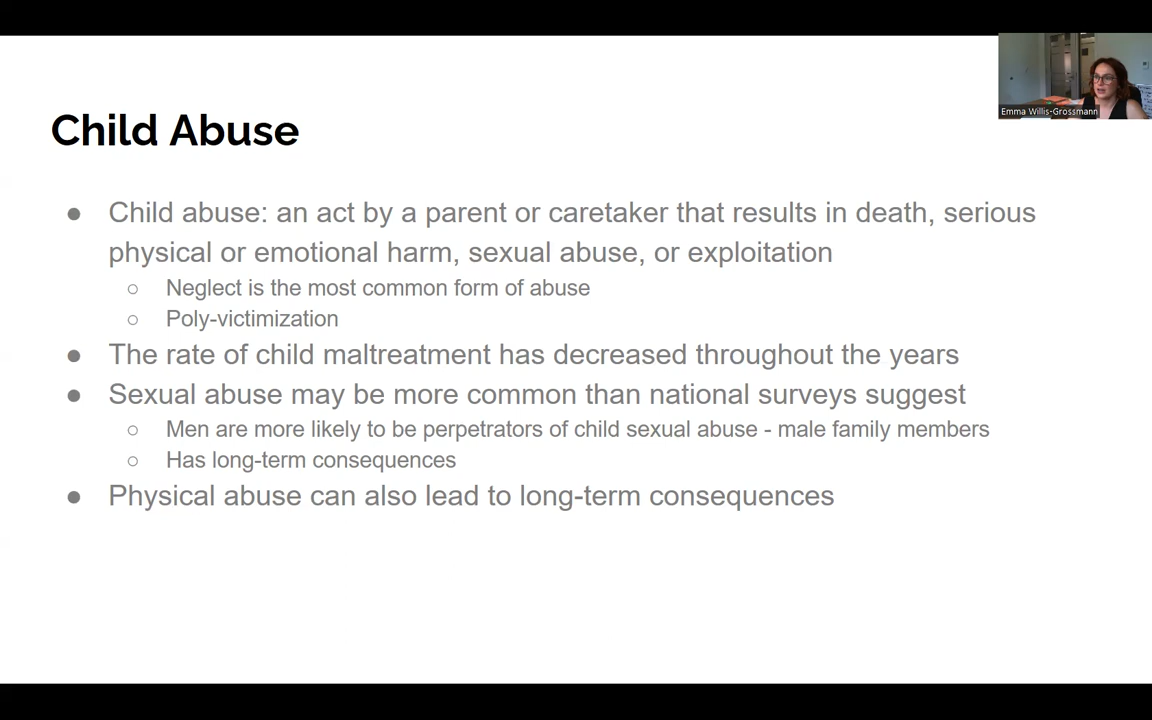 Emma Willis-Grossmann
Child Abuse
● Child abuse: an act by a parent or caretaker that results in death, serious
physical or emotional harm, sexual abuse, or exploitation
○ Neglect is the most common form of abuse
○ Poly-victimization
● The rate of child maltreatment has decreased throughout the years
● Sexual abuse may be more common than national surveys suggest
○ Men are more likely to be perpetrators of child sexual abuse - male family members
○ Has long-term consequences
● Physical abuse can also lead to long-term consequences